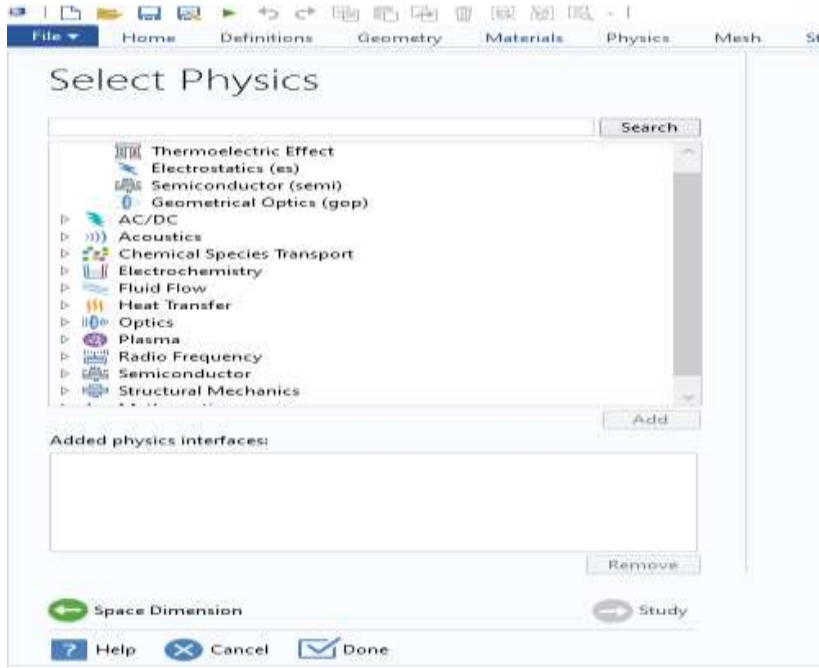 File Home Definitions Geometry Materials Physics Mesh
Select Physics
Search
Thermoelectric Effect
Electrostatics (es)
Semiconductor (semi)
Geometrical Optics (gop)
AC/DC
Acoustics
Chemical Species Transport
Electrochemistry
Fluid Flow
Heat Transfer
Optics
Plasma
Radio Frequency
Semiconductor
Structural Mechanics
Add
Added physics interfaces:
Remove
Space Dimension Study
? Help Cancel Done